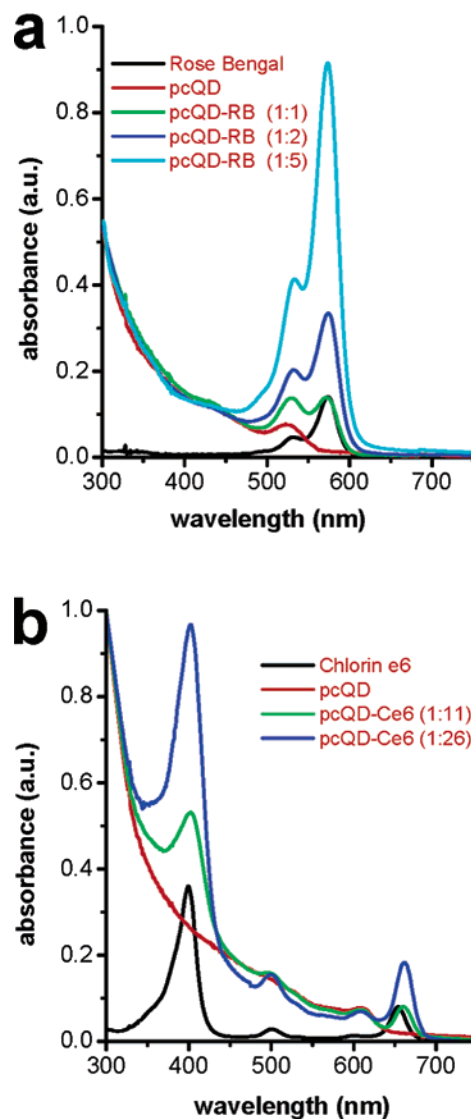 a
1.0
0.8
0.6
0.4
0.2
0.0
absorbance (a.u.)
Rose Bengal
pcQD
pcQD-RB (1:1)
pcQD-RB (1:2)
pcQD-RB (1:5)
300 400 500 600 700
wavelength (nm)
b
1.0
0.8
0.6
0.4
0.2
0.0
absorbance (a.u.)
Chlorin e6
pcQD
pcQD-Ce6 (1:11)
pcQD-Ce6 (1:26)
300 400 500 600 700
wavelength (nm)